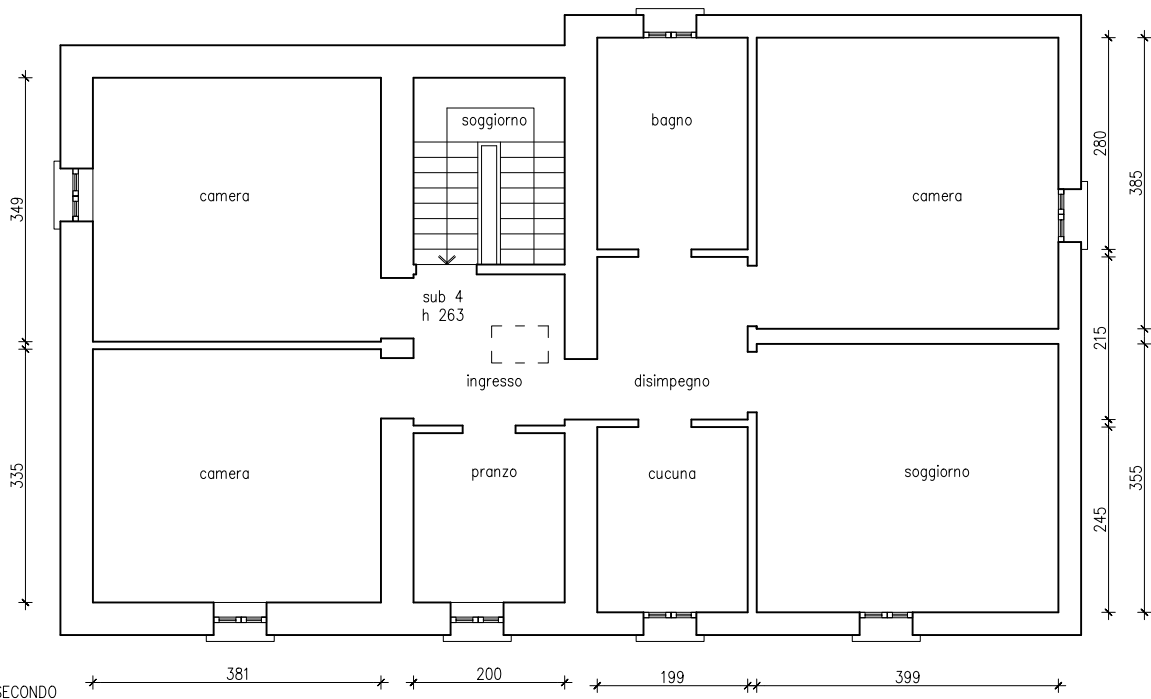 soggiorno
bagno
280
385
camera
camera
349
sub 4
h 263
215
ingresso
disimpegno
camera
pranzo
cucuna
soggiorno
335
355
245
381
200
199
399
SECONDO